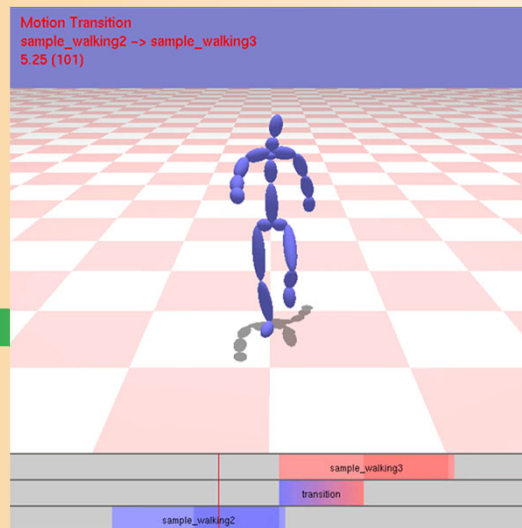 Motion Transition
sample_walking2 -> sample_walking3
5.25 (101)
sample_walking3
transition
sample_walking2